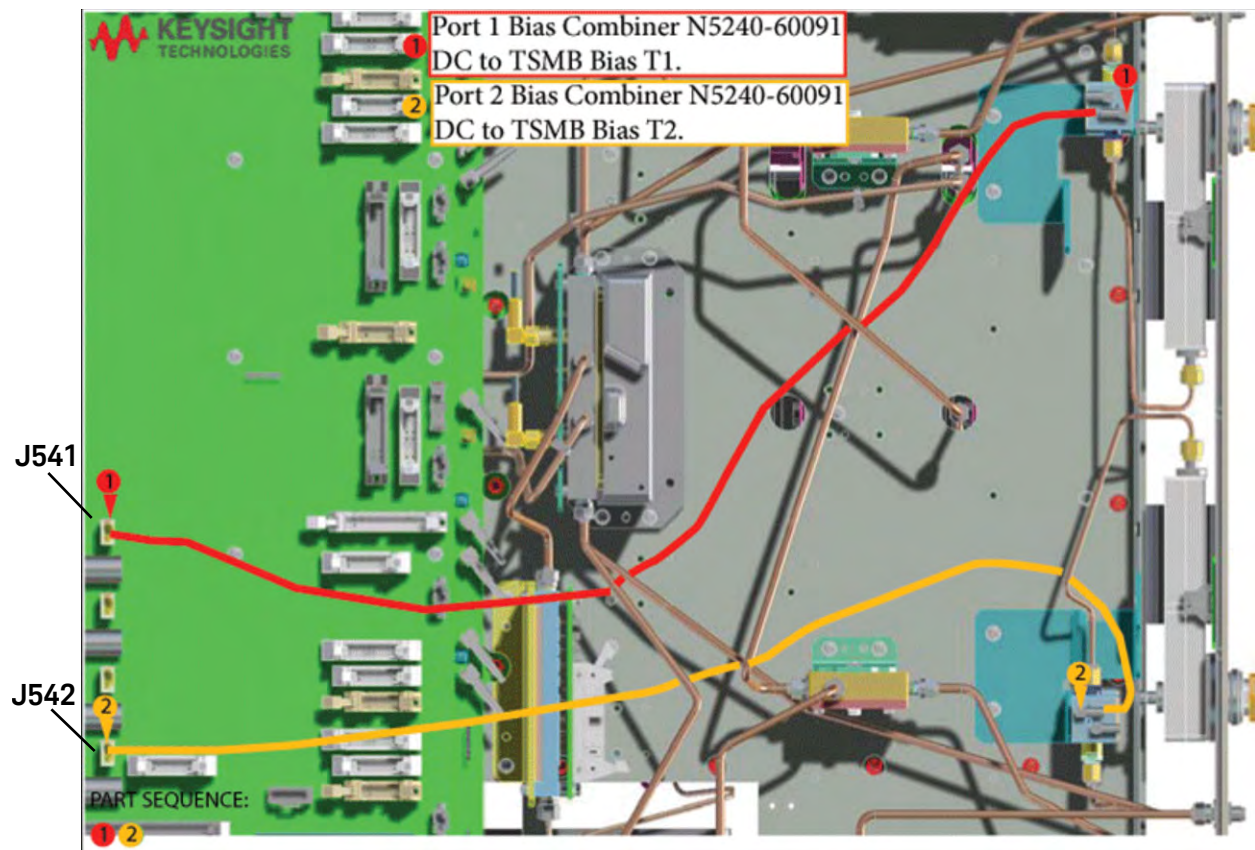 KEYSIGHT
TECHNOLOGIES
1
Port 1 Bias Combiner N5240-60091
DC to TSMB Bias T1.
2
Port 2 Bias Combiner N5240-60091
DC to TSMB Bias T2.
1
J541
1
J542
2
2
PART SEQUENCE:
1 2